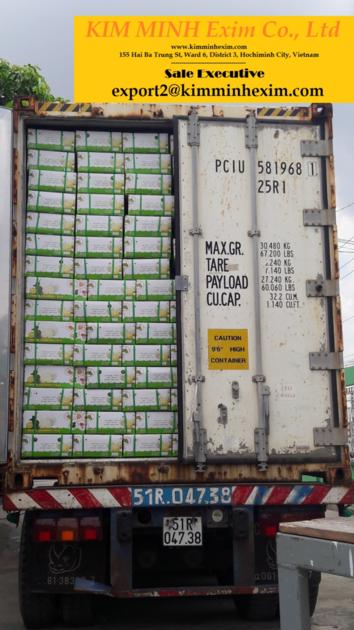 KIM MINH Exim Co., Ltd
www.kimminhexim.com
155 Hai Ba Trung St, Ward 6, District 3, Hochiminh City, Vietnam
Sale Executive
export2@kimminhexim.com
PCIU 581968 1
25R1
MAX.GR. 30.480 KG
67.200 LBS
TARE .240 KG
7.140 LBS
PAYLOAD 27.240 KG
60.060 LBS
CU.CAP. 32.2 CU.M.
1.140 CU.FT.
CAUTION
9'6" HIGH
CONTAINER
51R.047.38
51R
047.38